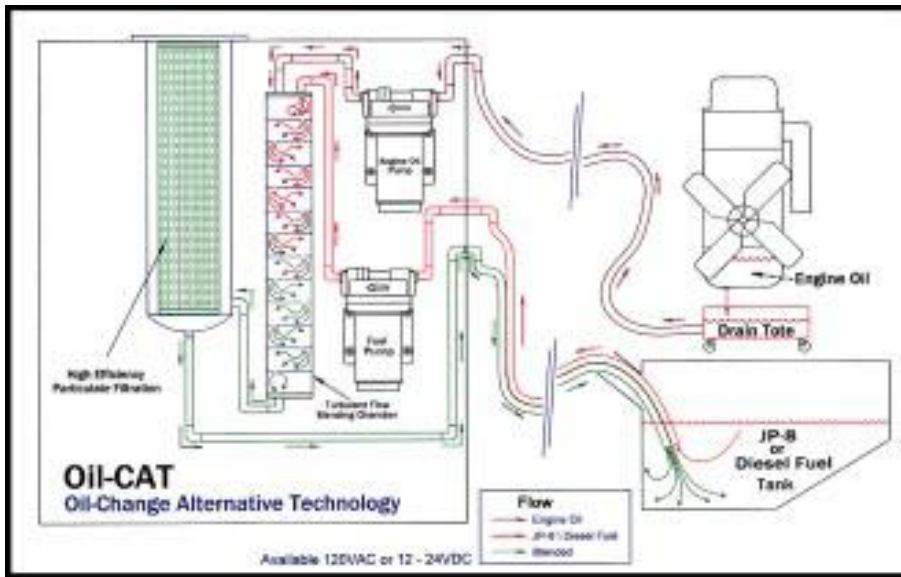 Engine Oil
Pump
Engine Oil
Drain Tote
Fuel
Pump
High Efficiency
Particulate Filtration
Turbulent Flow
Blending Chamber
JP-8
or
Diesel Fuel
Tank
Oil-CAT
Oil-Change Alternative Technology
Flow
Engine Oil
JP-8 \ Diesel Fuel
Blended
Available 120VAC or 12 - 24VDC